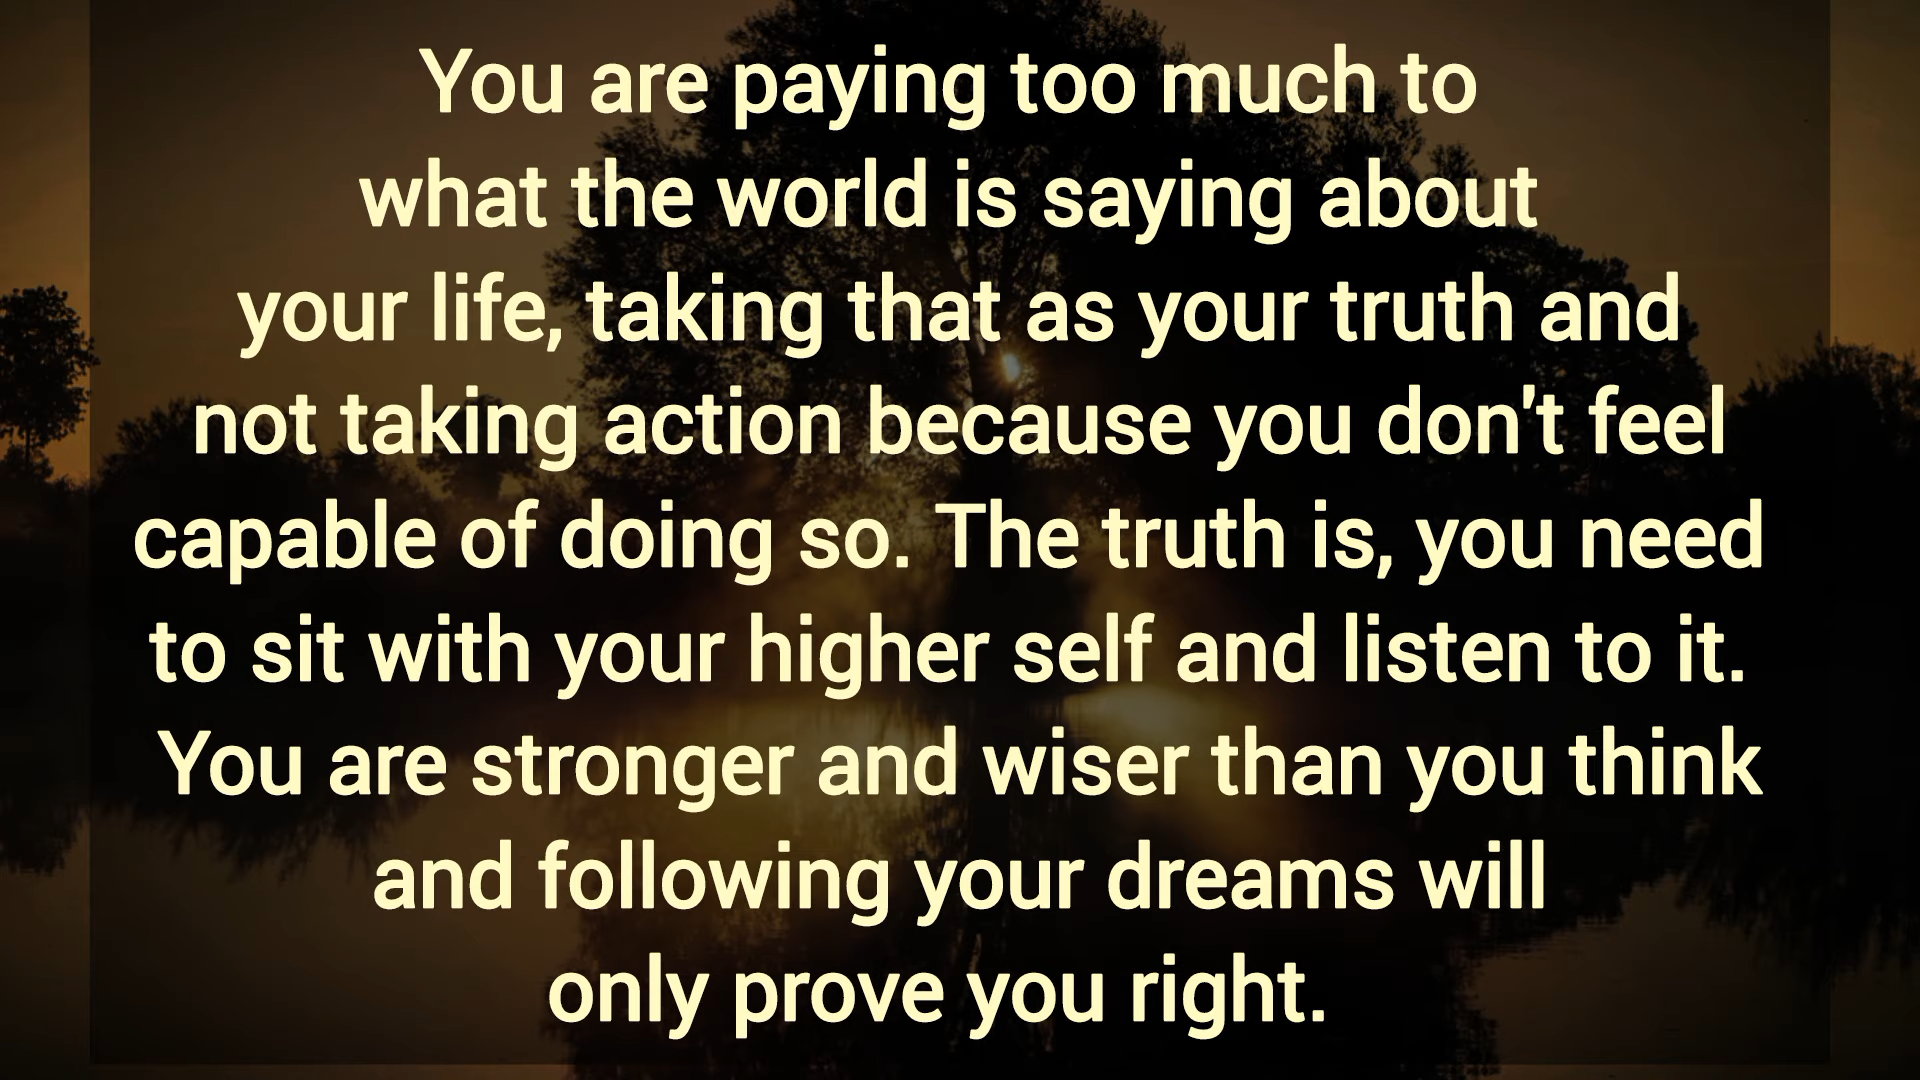 You are paying too much to
what the world is saying about
your life, taking that as your truth and
not taking action because you don't feel
capable of doing so. The truth is, you need
to sit with your higher self and listen to it.
You are stronger and wiser than you think
and following your dreams will
only prove you right.